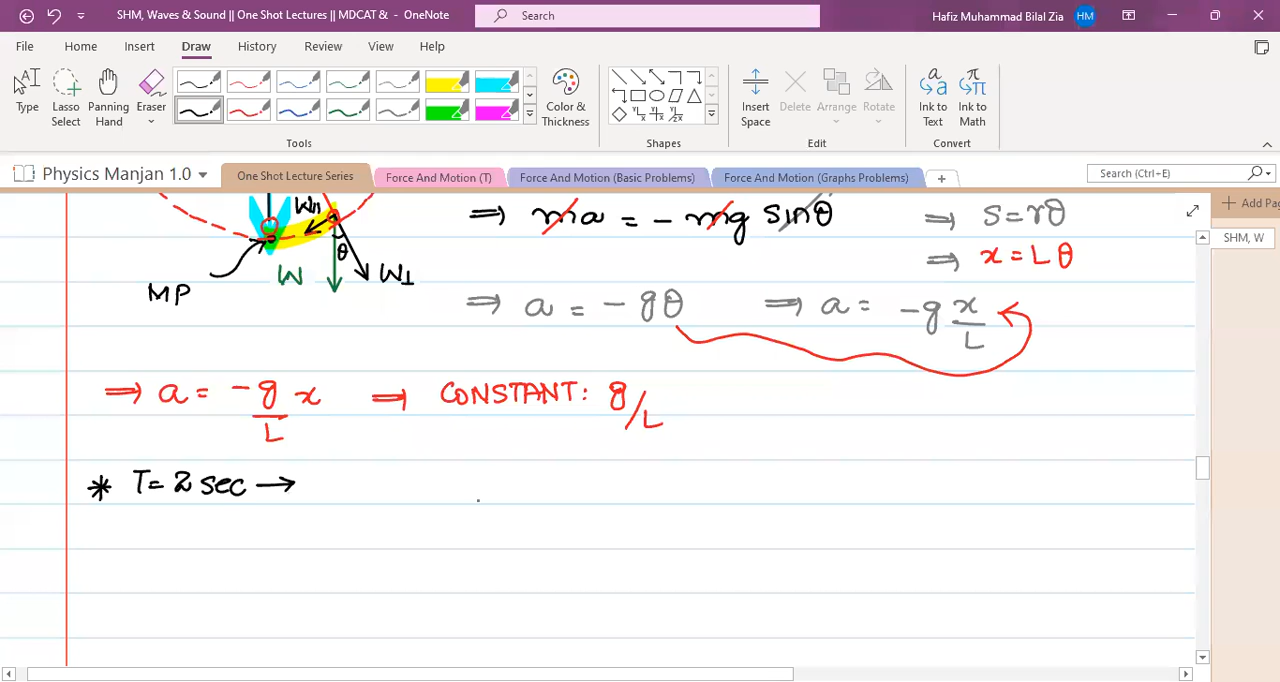 SHM, Waves & Sound || One Shot Lectures || MDCAT & - OneNote
Search
Hafiz Muhammad Bilal Zia
HM
File Home Insert Draw History Review View Help
Type
Lasso Select
Panning Hand
Eraser
Color & Thickness
Insert Space
Delete
Arrange
Rotate
Ink to Text
Ink to Math
Tools
Shapes
Edit
Convert
Physics Manjan 1.0
One Shot Lecture Series
Force And Motion (T)
Force And Motion (Basic Problems)
Force And Motion (Graphs Problems)
Search (Ctrl+E)
Add Pag
SHM, W
W||
θ
W
W⊥
MP
⇒ ma = - mg sinθ
⇒ S = rθ
⇒ x = Lθ
⇒ a = - gθ ⇒ a = -g x/L
⇒ a = -g/L x ⇒ CONSTANT: g/L
* T = 2 sec →